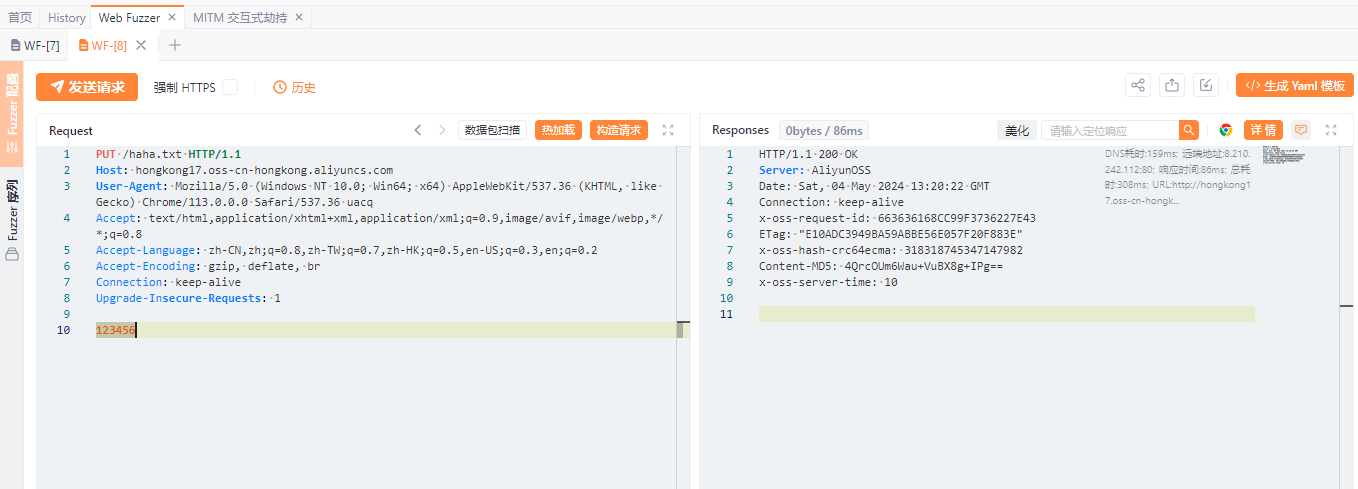 首页 History Web Fuzzer × MITM 交互式劫持 ×
WF-[7] WF-[8] × +
Fuzzer 配置
Fuzzer 序列
发送请求 强制 HTTPS 历史 </> 生成 Yaml 模板
Request < > 数据包扫描 热加载 构造请求
1 PUT /haha.txt HTTP/1.1
2 Host: hongkong17.oss-cn-hongkong.aliyuncs.com
3 User-Agent: Mozilla/5.0 (Windows NT 10.0; Win64; x64) AppleWebKit/537.36 (KHTML, like
Gecko) Chrome/113.0.0.0 Safari/537.36 uacq
4 Accept: text/html,application/xhtml+xml,application/xml;q=0.9,image/avif,image/webp,*/
*;q=0.8
5 Accept-Language: zh-CN,zh;q=0.8,zh-TW;q=0.7,zh-HK;q=0.5,en-US;q=0.3,en;q=0.2
6 Accept-Encoding: gzip, deflate, br
7 Connection: keep-alive
8 Upgrade-Insecure-Requests: 1
9
10 123456
Responses 0bytes / 86ms 美化 请输入定位响应 详情
1 HTTP/1.1 200 OK
2 Server: AliyunOSS
3 Date: Sat, 04 May 2024 13:20:22 GMT
4 Connection: keep-alive
5 x-oss-request-id: 663636168CC99F3736227E43
6 ETag: "E10ADC3949BA59ABBE56E057F20F883E"
7 x-oss-hash-crc64ecma: 318318745347147982
8 Content-MD5: 4QrcOUm6Wau+VuBX8g+IPg==
9 x-oss-server-time: 10
10
11
DNS耗时:159ms; 远端地址:8.210.
242.112:80; 响应时间:86ms; 总耗
时:308ms; URL:http://hongkong1
7.oss-cn-hongk...